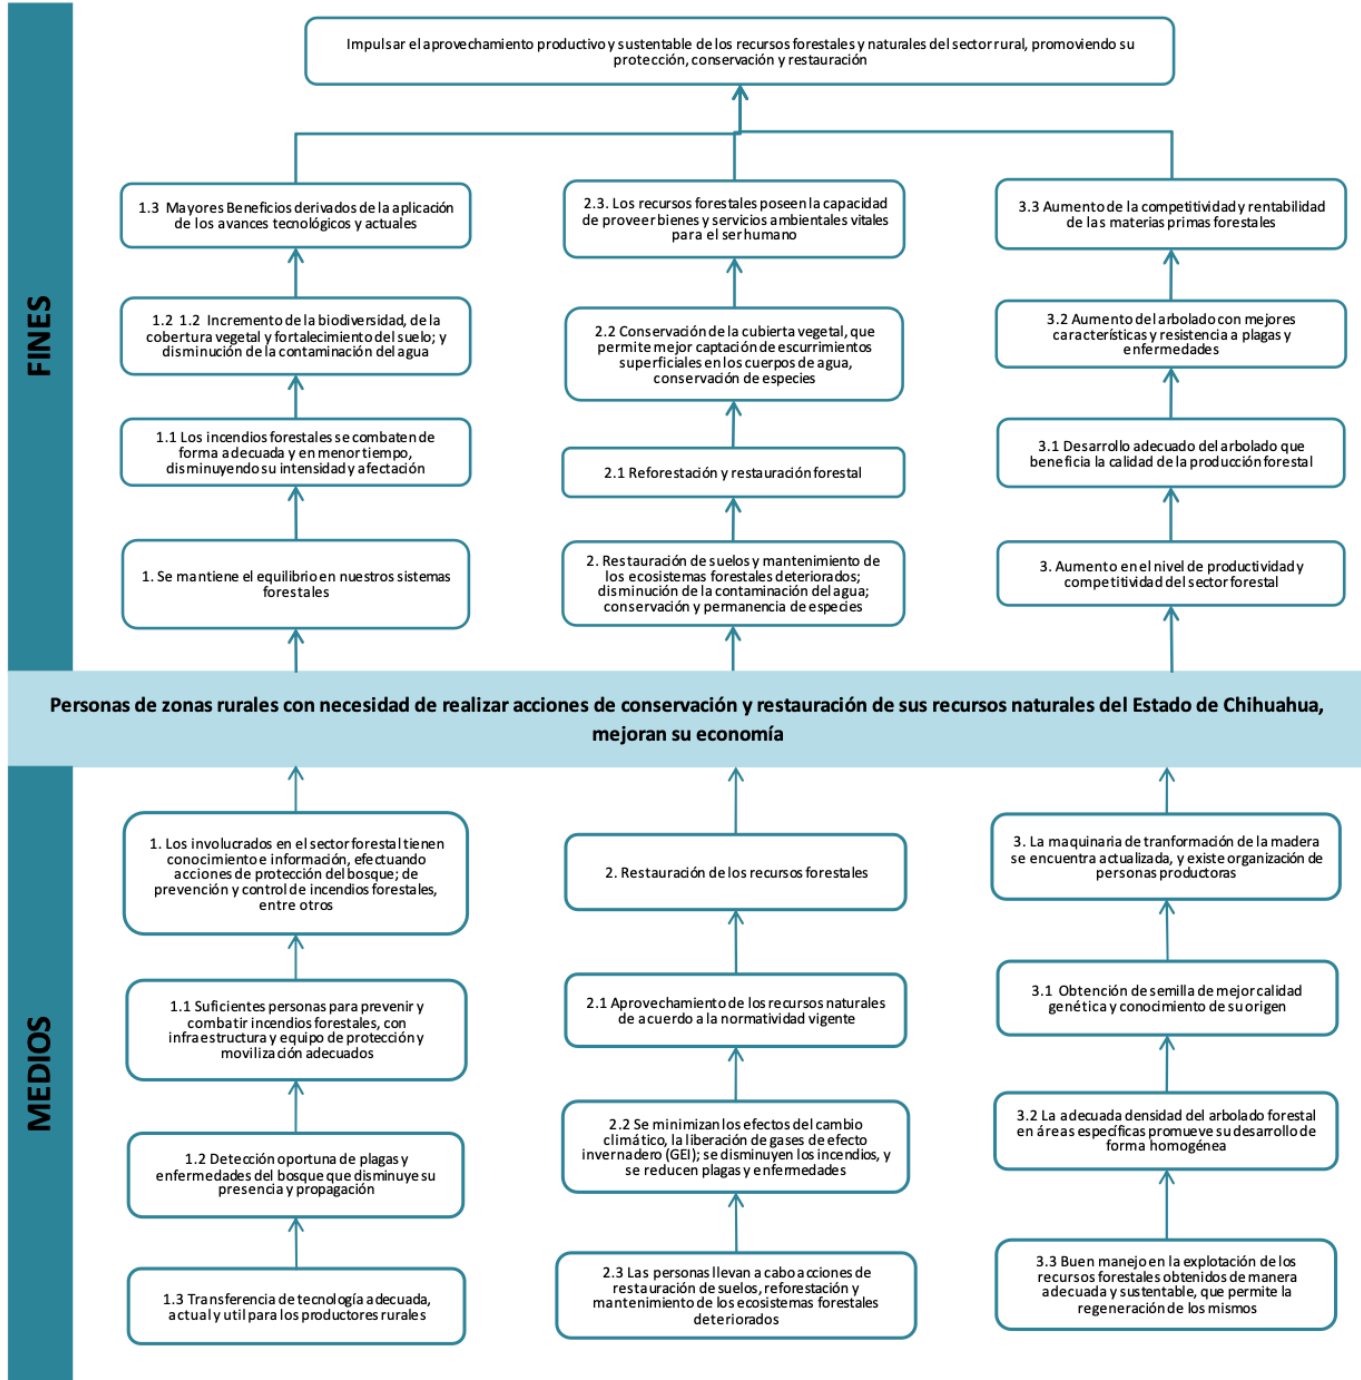 Impulsar el aprovechamiento productivo y sustentable de los recursos forestales y naturales del sector rural, promoviendo su
protección, conservación y restauración
FINES
1.3 Mayores Beneficios derivados de la aplicación
de los avances tecnológicos y actuales
2.3. Los recursos forestales poseen la capacidad
de proveer bienes y servicios ambientales vitales
para el ser humano
3.3 Aumento de la competitividad y rentabilidad
de las materias primas forestales
1.2 1.2 Incremento de la biodiversidad, de la
cobertura vegetal y fortalecimiento del suelo; y
disminución de la contaminación del agua
2.2 Conservación de la cubierta vegetal, que
permite mejor captación de escurrimientos
superficiales en los cuerpos de agua,
conservación de especies
3.2 Aumento del arbolado con mejores
características y resistencia a plagas y
enfermedades
1.1 Los incendios forestales se combaten de
forma adecuada y en menor tiempo,
disminuyendo su intensidad y afectación
2.1 Reforestación y restauración forestal
3.1 Desarrollo adecuado del arbolado que
beneficia la calidad de la producción forestal
1. Se mantiene el equilibrio en nuestros sistemas
forestales
2. Restauración de suelos y mantenimiento de
los ecosistemas forestales deteriorados;
disminución de la contaminación del agua;
conservación y permanencia de especies
3. Aumento en el nivel de productividad y
competitividad del sector forestal
Personas de zonas rurales con necesidad de realizar acciones de conservación y restauración de sus recursos naturales del Estado de Chihuahua,
mejoran su economía
MEDIOS
1. Los involucrados en el sector forestal tienen
conocimiento e información, efectuando
acciones de protección del bosque; de
prevención y control de incendios forestales,
entre otros
2. Restauración de los recursos forestales
3. La maquinaria de tranformación de la madera
se encuentra actualizada, y existe organización de
personas productoras
1.1 Suficientes personas para prevenir y
combatir incendios forestales, con
infraestructura y equipo de protección y
movilización adecuados
2.1 Aprovechamiento de los recursos naturales
de acuerdo a la normatividad vigente
3.1 Obtención de semilla de mejor calidad
genética y conocimiento de su origen
1.2 Detección oportuna de plagas y
enfermedades del bosque que disminuye su
presencia y propagación
2.2 Se minimizan los efectos del cambio
climático, la liberación de gases de efecto
invernadero (GEI); se disminuyen los incendios, y
se reducen plagas y enfermedades
3.2 La adecuada densidad del arbolado forestal
en áreas específicas promueve su desarrollo de
forma homogénea
1.3 Transferencia de tecnología adecuada,
actual y util para los productores rurales
2.3 Las personas llevan a cabo acciones de
restauración de suelos, reforestación y
mantenimiento de los ecosistemas forestales
deteriorados
3.3 Buen manejo en la explotación de los
recursos forestales obtenidos de manera
adecuada y sustentable, que permite la
regeneración de los mismos